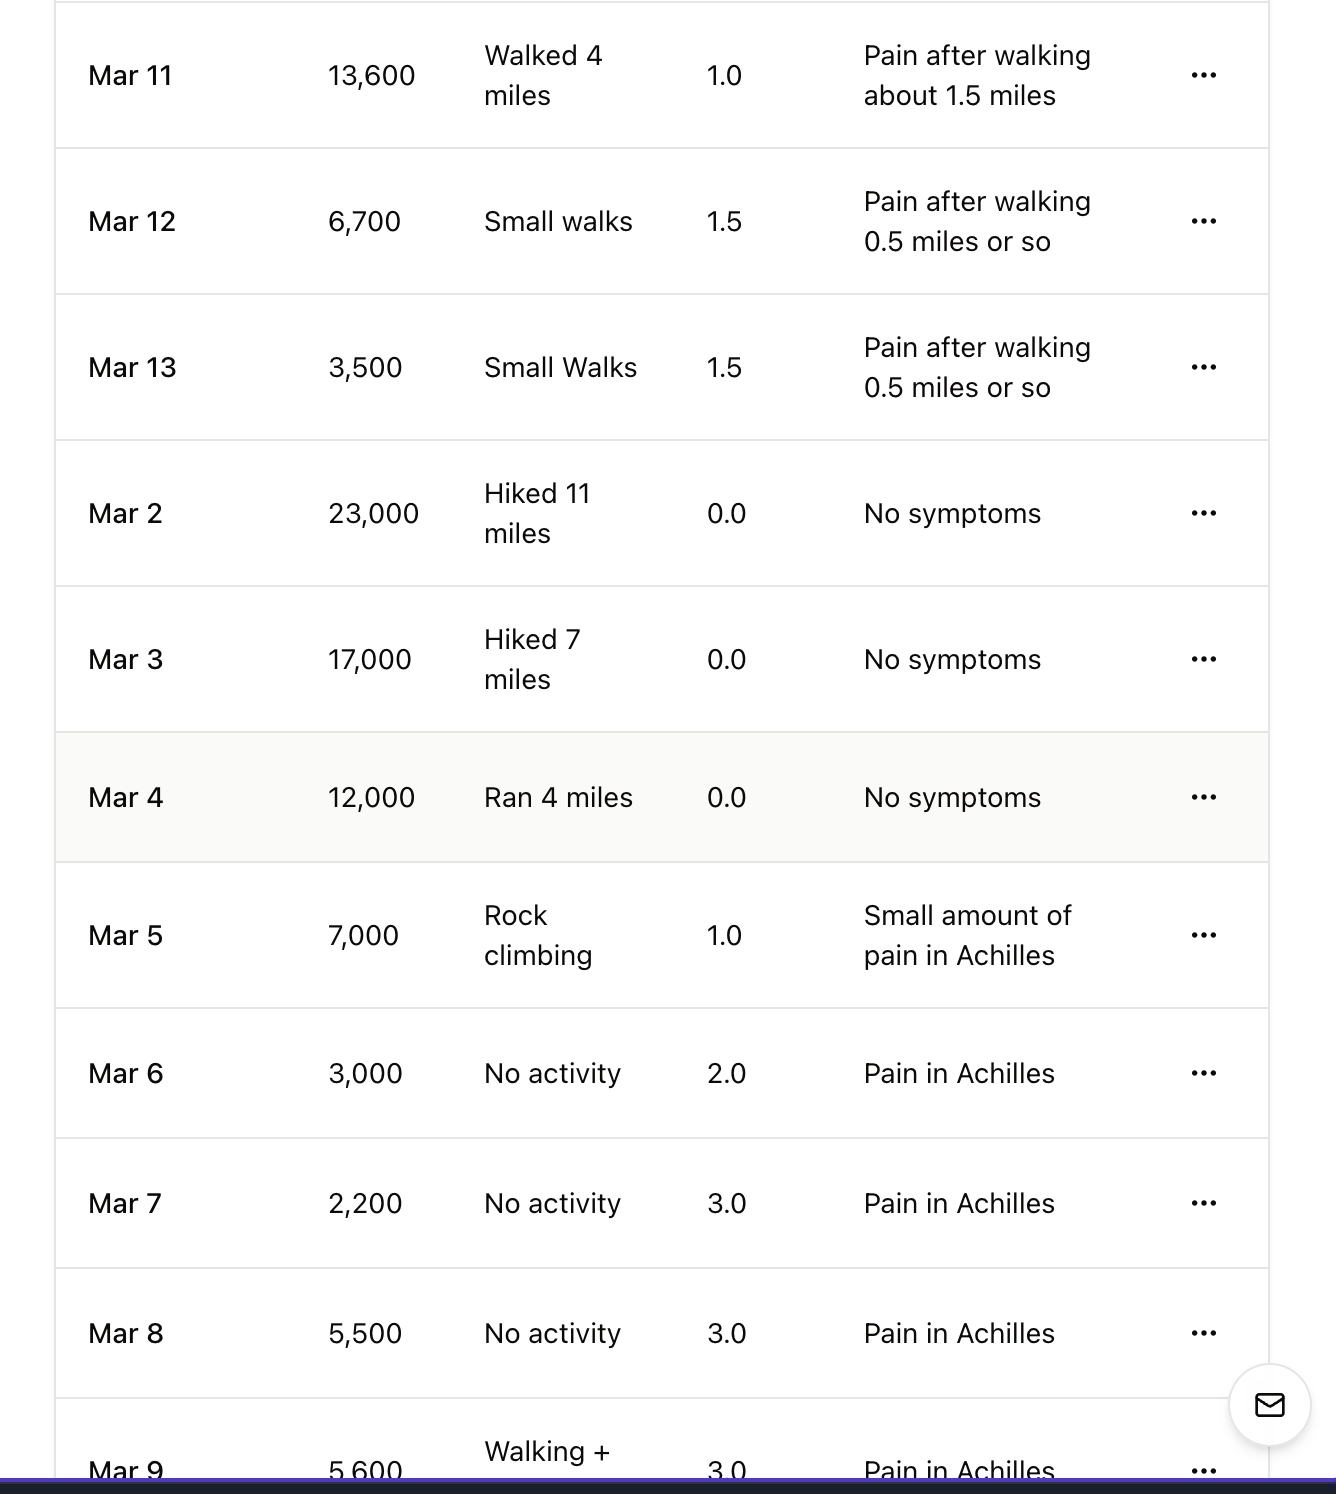 Mar 11 13,600 Walked 4 miles 1.0 Pain after walking about 1.5 miles
Mar 12 6,700 Small walks 1.5 Pain after walking 0.5 miles or so
Mar 13 3,500 Small Walks 1.5 Pain after walking 0.5 miles or so
Mar 2 23,000 Hiked 11 miles 0.0 No symptoms
Mar 3 17,000 Hiked 7 miles 0.0 No symptoms
Mar 4 12,000 Ran 4 miles 0.0 No symptoms
Mar 5 7,000 Rock climbing 1.0 Small amount of pain in Achilles
Mar 6 3,000 No activity 2.0 Pain in Achilles
Mar 7 2,200 No activity 3.0 Pain in Achilles
Mar 8 5,500 No activity 3.0 Pain in Achilles
Mar 9 5,600 Walking + 3.0 Pain in Achilles